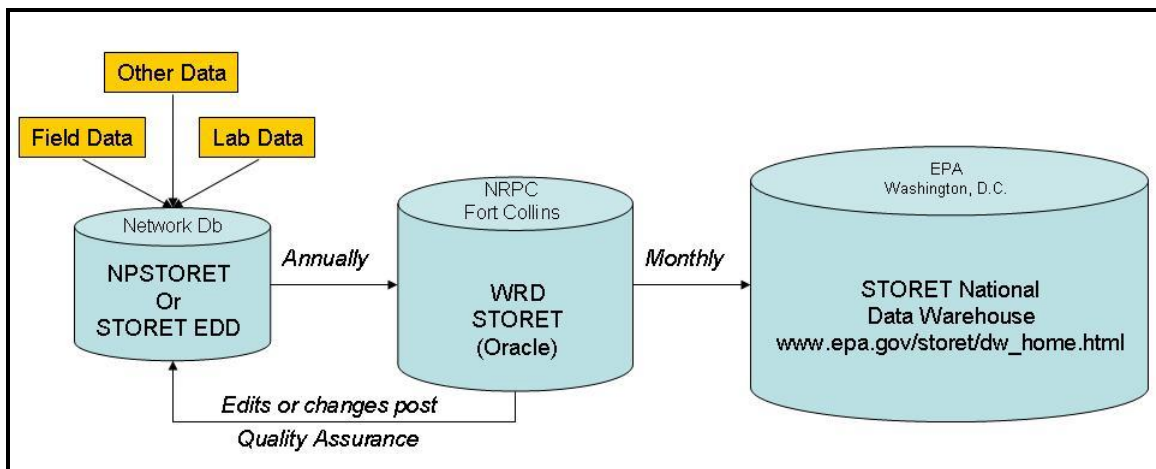 Other Data
Field Data
Lab Data
Network Db
NPSTORET
Or
STORET EDD
Annually
NRPC
Fort Collins
WRD
STORET
(Oracle)
Monthly
EPA
Washington, D.C.
STORET National
Data Warehouse
www.epa.gov/storet/dw_home.html
Edits or changes post
Quality Assurance